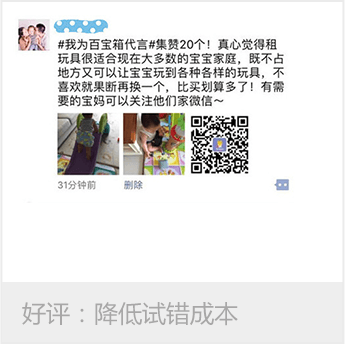 #我为百宝箱代言#集赞20个！真心觉得租
玩具很适合现在大多数的宝宝家庭，既不占
地方又可以让宝宝玩到各种各样的玩具，不
喜欢就果断再换一个，比买划算多了！有需
要的宝妈可以关注他们家微信～
31分钟前 删除
好评：降低试错成本